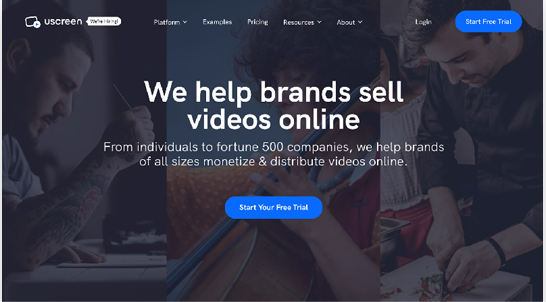 uscreen We're Hiring! Platform Examples Pricing Resources About Login Start Free Trial
We help brands sell
videos online
From individuals to fortune 500 companies, we help brands
of all sizes monetize & distribute videos online.
Start Your Free Trial